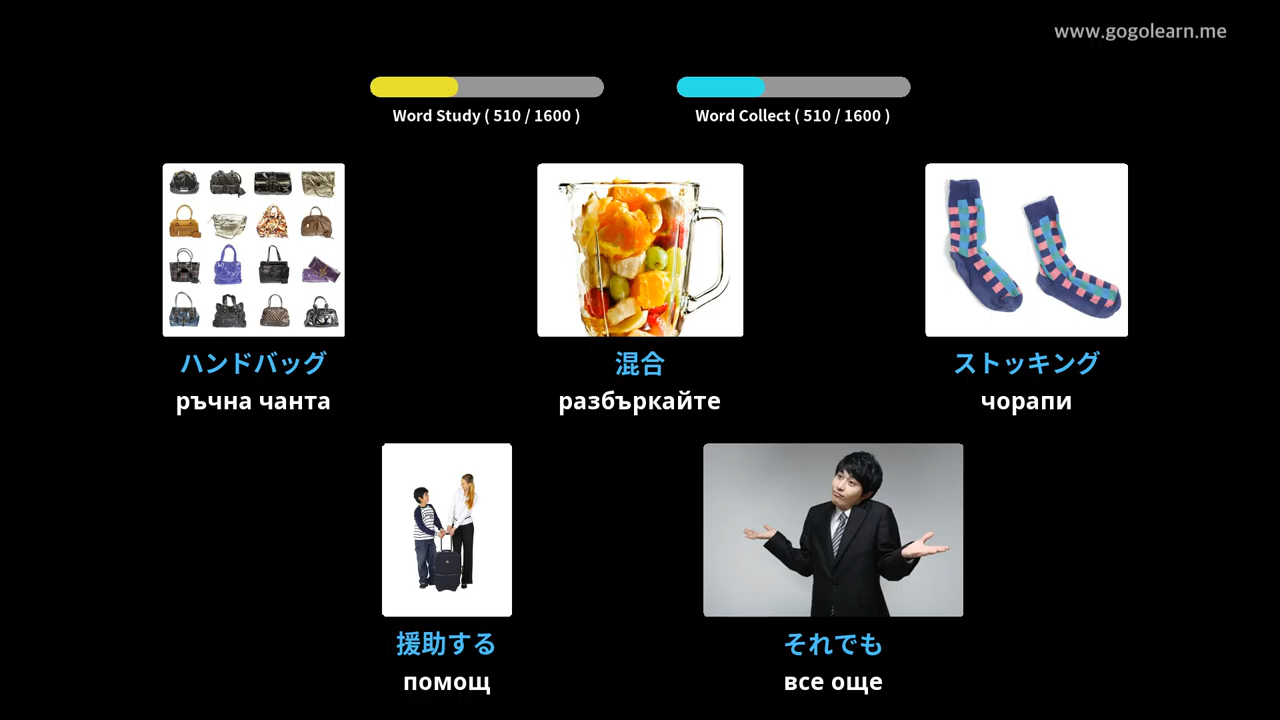 www.gogolearn.me
Word Study ( 510 / 1600 )
Word Collect ( 510 / 1600 )
ハンドバッグ
ръчна чанта
混合
разбъркайте
ストッキング
чорапи
援助する
помощ
それでも
все още